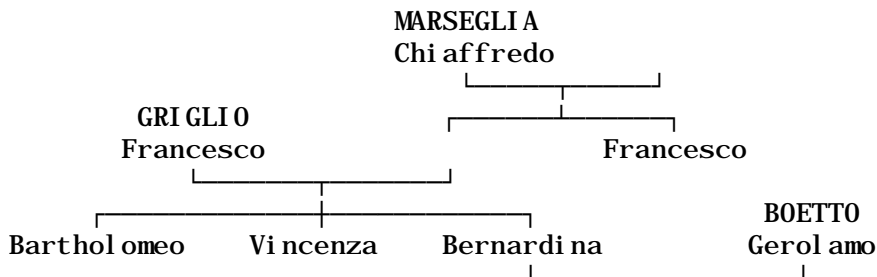 MARSEGLIA
Chiaffredo
GRIGLIO
Francesco Francesco
BOETTO
Bartholomeo Vincenza Bernardina Gerolamo